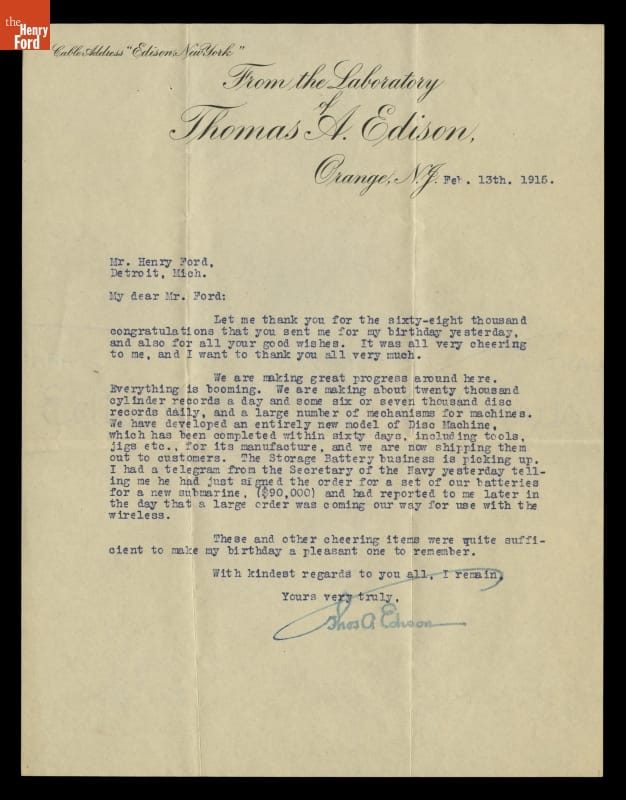 the
Henry
Ford
Cable Address "Edison, New York"
From the Laboratory
of
Thomas A. Edison,
Orange, N.J. Feb. 13th. 1915.
Mr. Henry Ford,
Detroit, Mich.
My dear Mr. Ford:
Let me thank you for the sixty-eight thousand
congratulations that you sent me for my birthday yesterday,
and also for all your good wishes. It was all very cheering
to me, and I want to thank you all very much.
We are making great progress around here.
Everything is booming. We are making about twenty thousand
cylinder records a day and some six or seven thousand disc
records daily, and a large number of mechanisms for machines.
We have developed an entirely new model of Disc Machine,
which has been completed within sixty days, including tools,
jigs etc., for its manufacture, and we are now shipping them
out to customers. The Storage Battery business is picking up.
I had a telegram from the Secretary of the Navy yesterday tell-
ing me he had just signed the order for a set of our batteries
for a new submarine, ($90,000) and had reported to me later in
the day that a large order was coming our way for use with the
wireless.
These and other cheering items were quite suffi-
cient to make my birthday a pleasant one to remember.
With kindest regards to you all, I remain,
Yours very truly,
Thos A. Edison